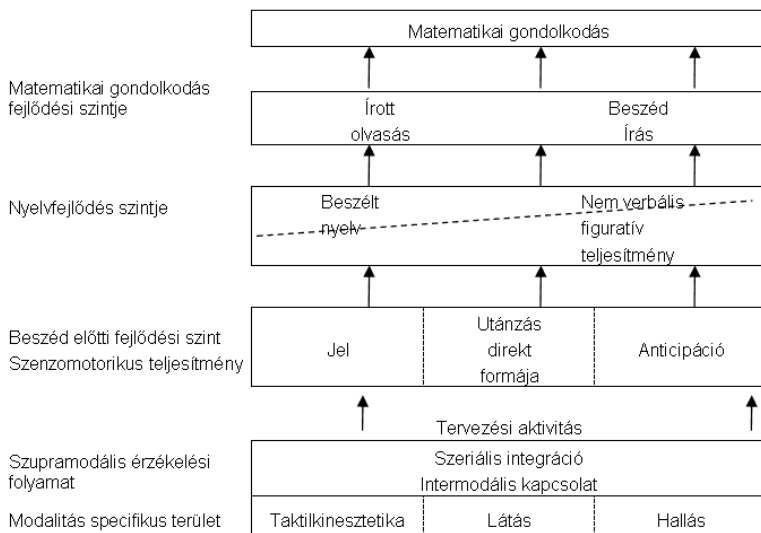 Matematikai gondolkodás
Matematikai gondolkodás
fejlődési szintje
Írott
olvasás
Beszéd
Írás
Nyelvfejlődés szintje
Beszélt
nyelv
Nem verbális
figuratív
teljesítmény
Beszéd előtti fejlődési szint
Szenzomotorikus teljesítmény
Jel
Utánzás
direkt
formája
Anticipáció
Tervezési aktivitás
Szupramodális érzékelési
folyamat
Szeriális integráció
Intermodális kapcsolat
Modalitás specifikus terület
Taktilkinesztetika
Látás
Hallás